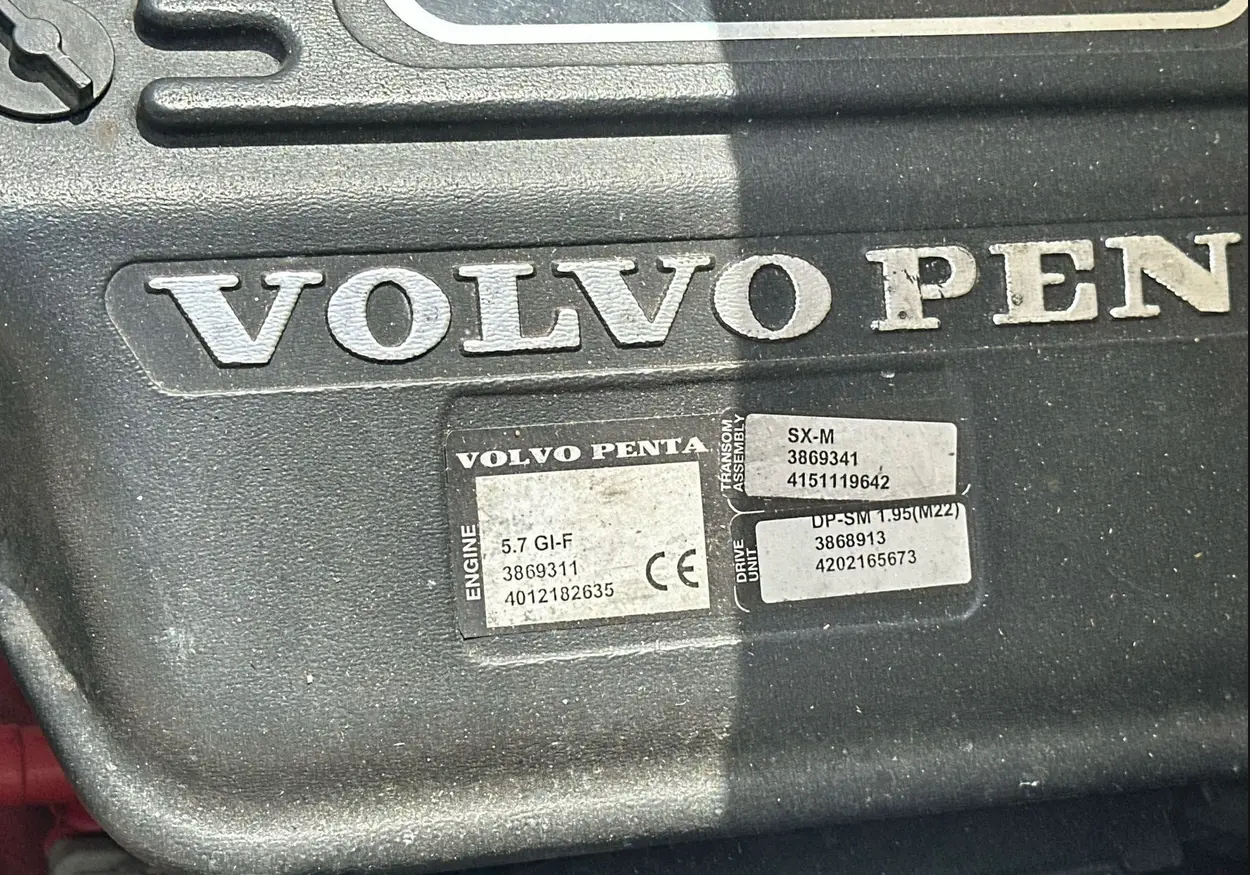 VOLVO PEN
VOLVO PENTA
ENGINE
5.7 GI-F
3869311
4012182635
CE
TRANSOM
ASSEMBLY
SX-M
3869341
4151119642
DRIVE
UNIT
DP-SM 1.95(M22)
3868913
4202165673